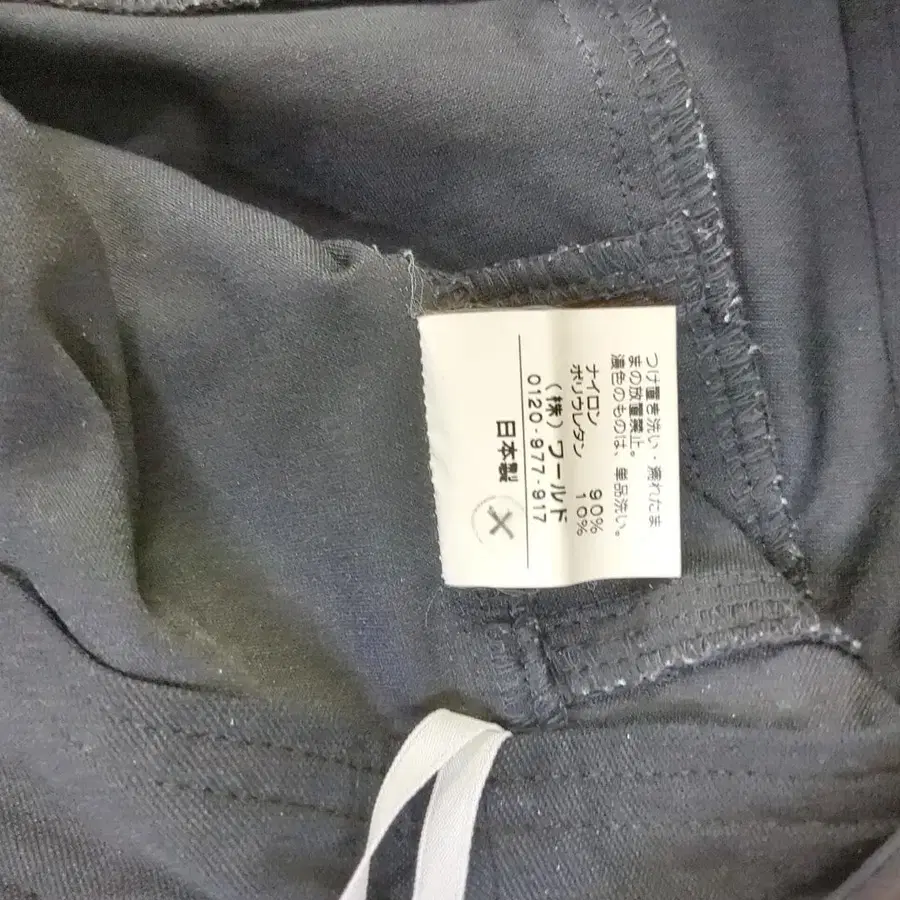 つけ置き洗い・濡れたま
まの放置禁止。
濃色のものは、単品洗い。
ナイロン 90%
ポリウレタン 10%
(株)ワールド
0120-977-917
日本製